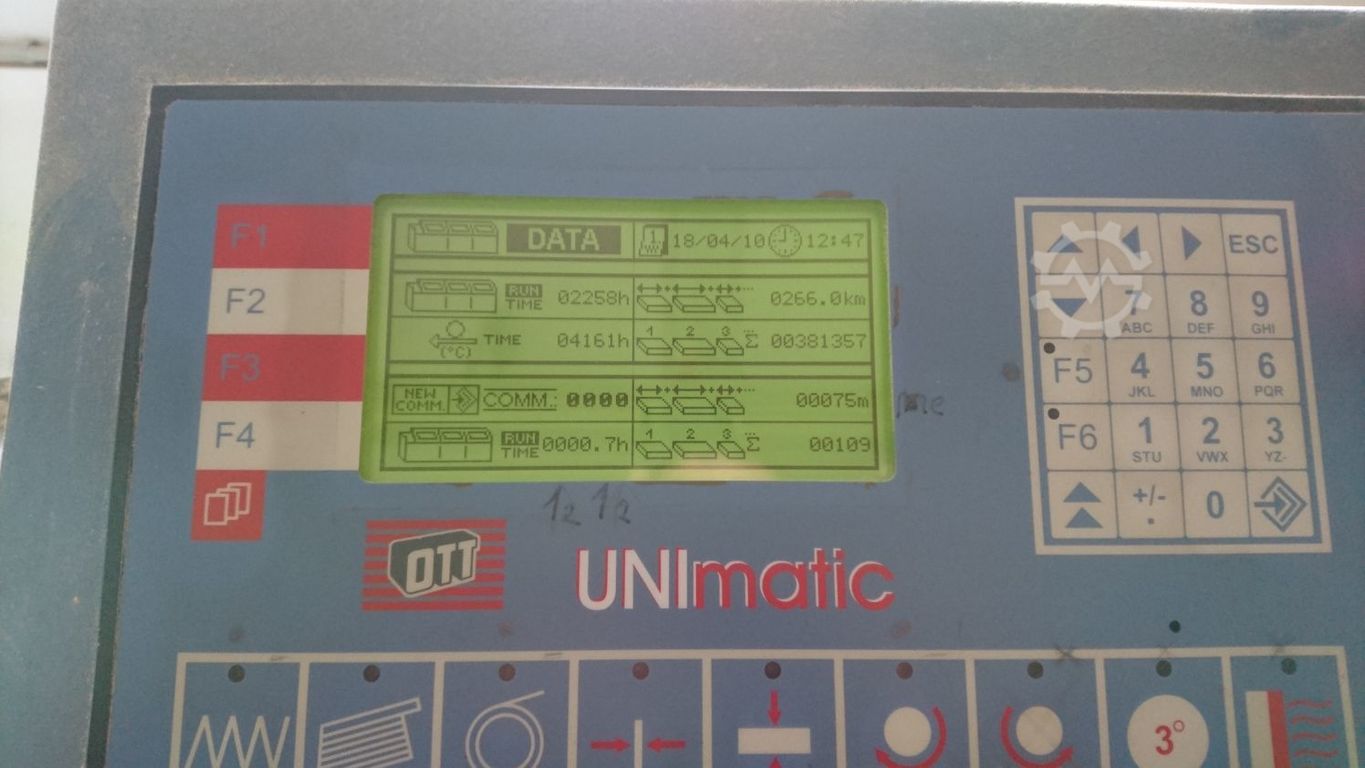 F1
F2
F3
F4
DATA 1 18/04/10 12:47
RUN TIME 02258h 0266.0km
(°C) TIME 04161h 1 2 3 ... Σ 00381357
NEW COMM. COMM.: 0000 00075m
RUN TIME 0000.7h 1 2 3 ... Σ 00109
me
OTT
UNImatic
ESC
7 ABC 8 DEF 9 GHI
F5 4 JKL 5 MNO 6 PQR
F6 1 STU 2 VWX 3 YZ-
+/- . 0
3°